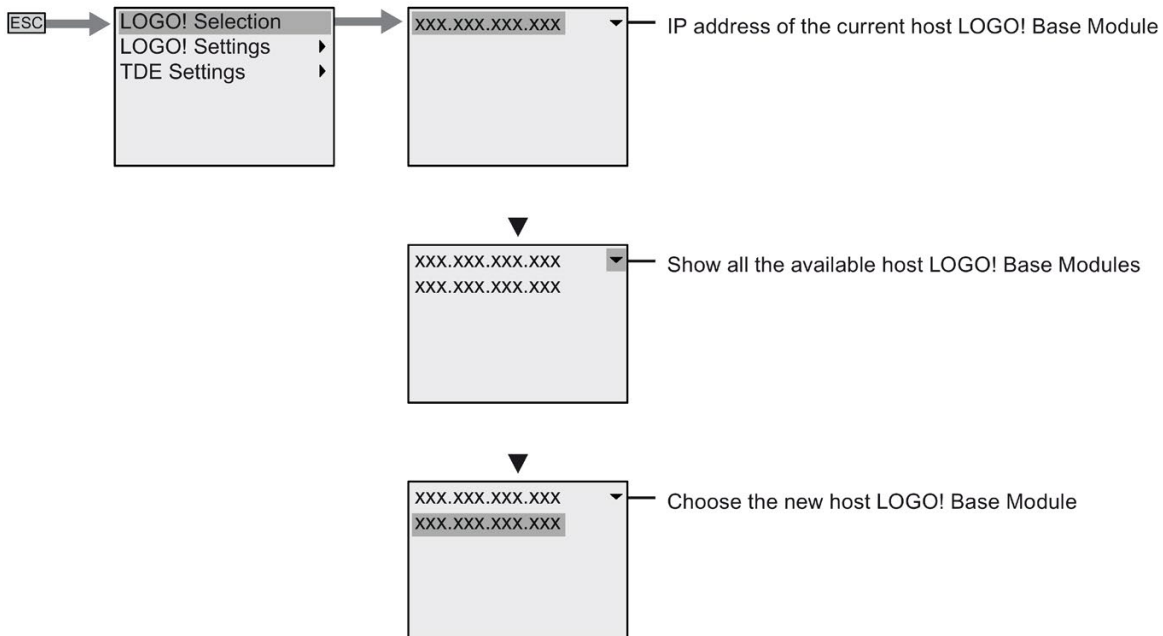 ESC
LOGO! Selection
LOGO! Settings
TDE Settings
xxx.xxx.xxx.xxx
IP address of the current host LOGO! Base Module
xxx.xxx.xxx.xxx
Show all the available host LOGO! Base Modules
xxx.xxx.xxx.xxx
xxx.xxx.xxx.xxx
Choose the new host LOGO! Base Module
xxx.xxx.xxx.xxx